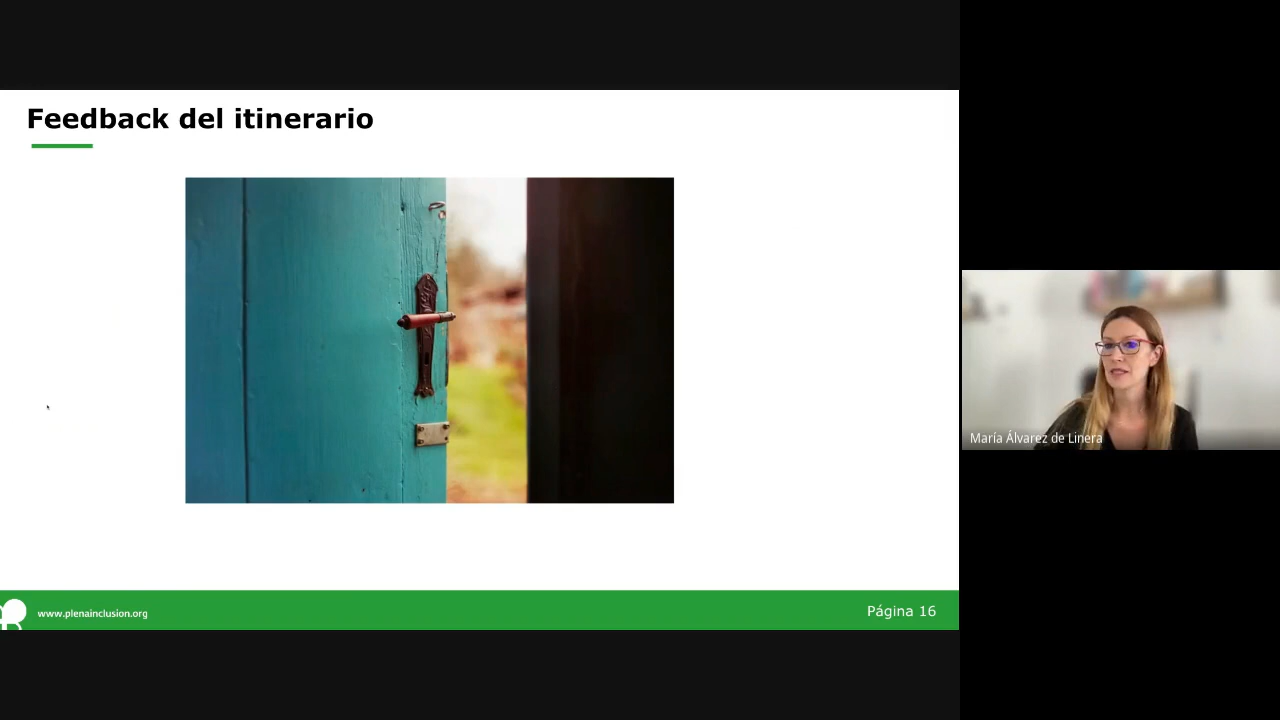 Feedback del itinerario
María Álvarez de Linera
www.plenainclusion.org
Página 16